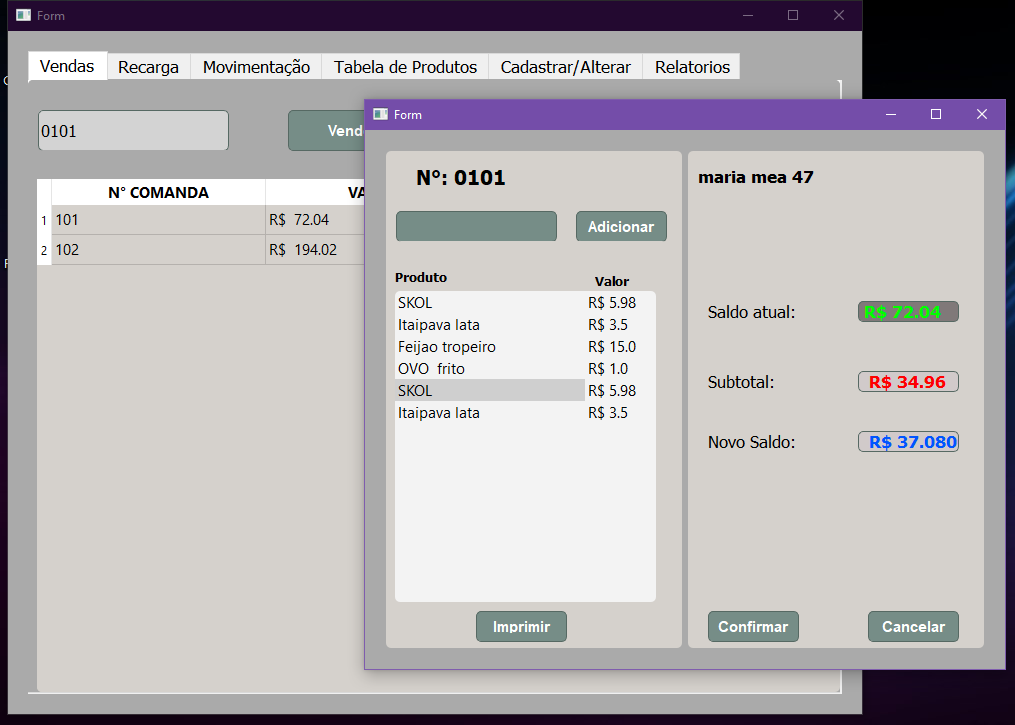 Form
Vendas Recarga Movimentação Tabela de Produtos Cadastrar/Alterar Relatorios
0101 Vend
N° COMANDA VA
1 101 R$ 72.04
2 102 R$ 194.02
Form
N°: 0101
Adicionar
Produto Valor
SKOL R$ 5.98
Itaipava lata R$ 3.5
Feijao tropeiro R$ 15.0
OVO frito R$ 1.0
SKOL R$ 5.98
Itaipava lata R$ 3.5
Imprimir
maria mea 47
Saldo atual: R$ 72.04
Subtotal: R$ 34.96
Novo Saldo: R$ 37.080
Confirmar Cancelar